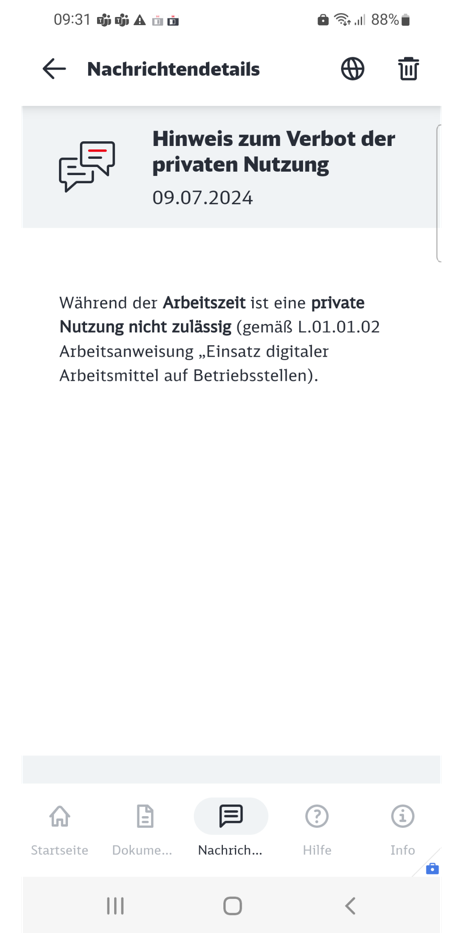 09:31
88%
Nachrichtendetails
Hinweis zum Verbot der
privaten Nutzung
09.07.2024
Während der Arbeitszeit ist eine private
Nutzung nicht zulässig (gemäß L.01.01.02
Arbeitsanweisung „Einsatz digitaler
Arbeitsmittel auf Betriebsstellen).
Startseite Dokume... Nachrich... Hilfe Info